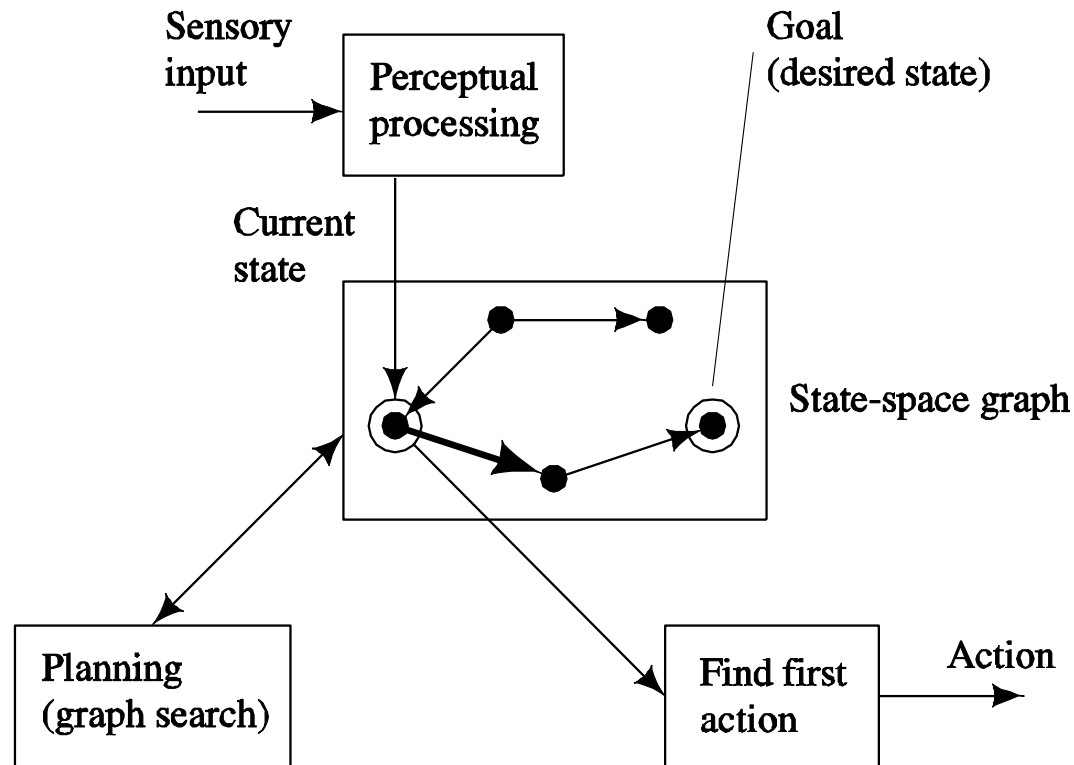 Sensory
input
Perceptual
processing
Goal
(desired state)
Current
state
State-space graph
Planning
(graph search)
Find first
action
Action